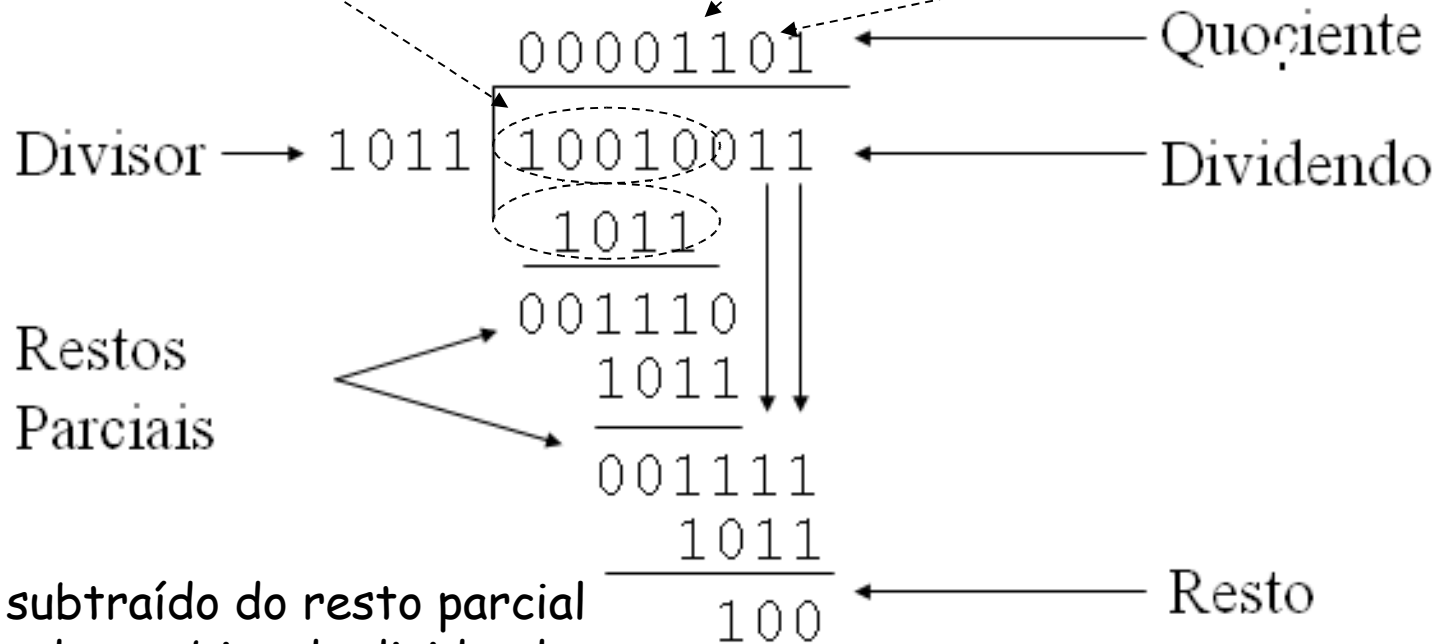 00001101 Quociente
Divisor 1011 10010011 Dividendo
1011
001110
Restos
1011
Parciais
001111
1011
subtraído do resto parcial
100 Resto